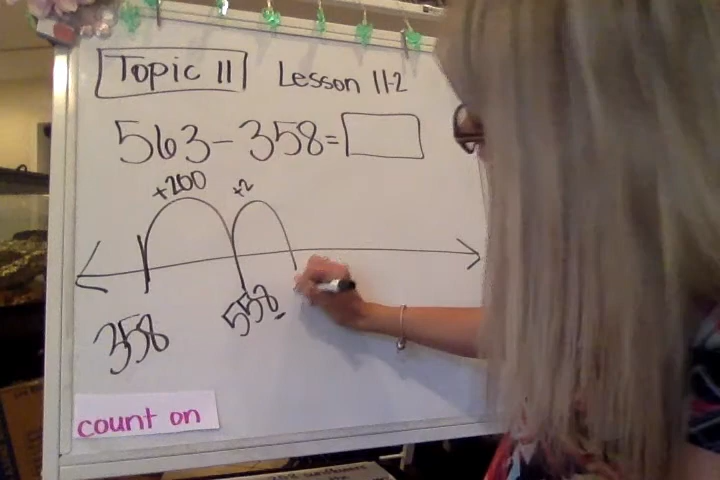 Topic 11 Lesson 11-2
563-358=
+200 +2
358 558
count on